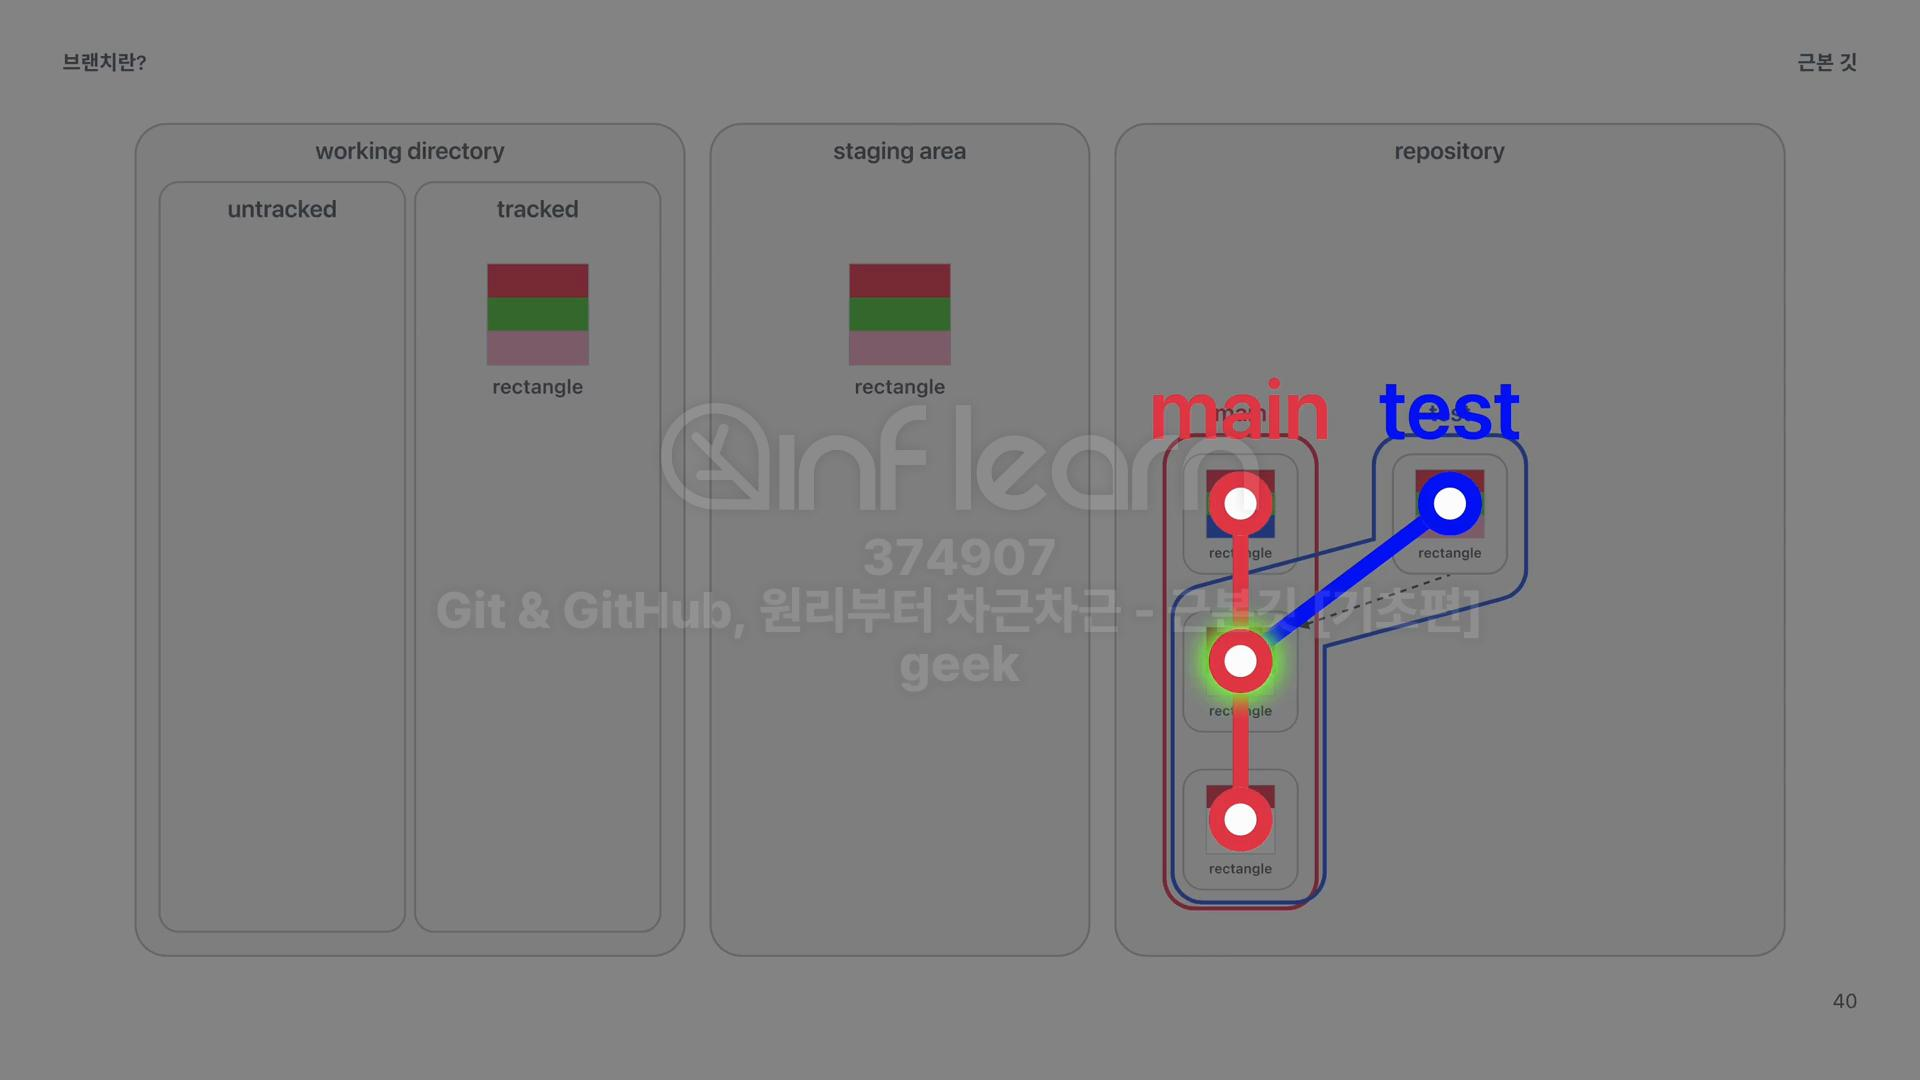 브랜치란?
근본 깃
working directory
staging area
repository
untracked
tracked
rectangle
rectangle
main
test
main
test
rectangle
rectangle
rectangle
rectangle
inflearn
374907
Git & GitHub, 원리부터 차근차근 - 근본깃 [기초편]
geek
40